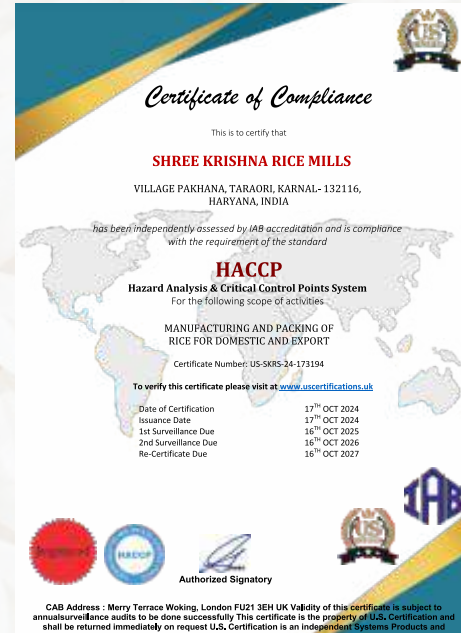 US
Certificate of Compliance
This is to certify that
SHREE KRISHNA RICE MILLS
VILLAGE PAKHANA, TARAORI, KARNAL- 132116,
HARYANA, INDIA
has been independently assessed by IAB accreditation and is compliance
with the requirement of the standard
HACCP
Hazard Analysis & Critical Control Points System
For the following scope of activities
MANUFACTURING AND PACKING OF
RICE FOR DOMESTIC AND EXPORT
Certificate Number: US-SKRS-24-173194
To verify this certificate please visit at www.uscertifications.uk
Date of Certification 17TH OCT 2024
Issuance Date 17TH OCT 2024
1st Surveillance Due 16TH OCT 2025
2nd Surveillance Due 16TH OCT 2026
Re-Certificate Due 16TH OCT 2027
IAB
HACCP
US
Authorized Signatory
CAB Address : Merry Terrace Woking, London FU21 3EH UK Validity of this certificate is subject to
annualsurveillance audits to be done successfully This certificate is the property of U.S. Certification and
shall be returned immediately on request U.S. Certification is an independent Systems Products and